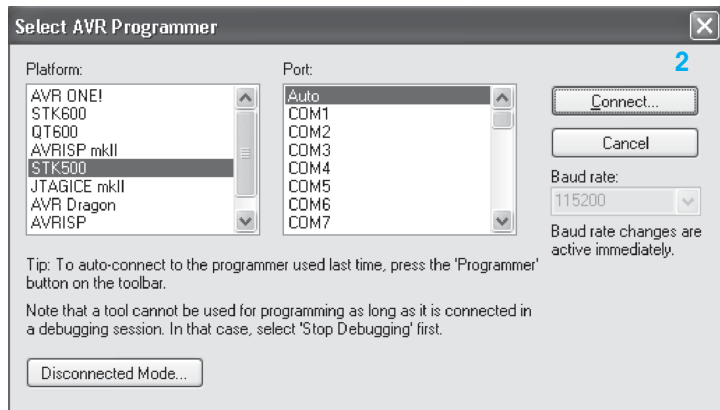 Select AVR Programmer
2
Platform:
AVR ONE!
STK600
QT600
AVRISP mkII
STK500
JTAGICE mkII
AVR Dragon
AVRISP
Port:
Auto
COM1
COM2
COM3
COM4
COM5
COM6
COM7
Connect...
Cancel
Baud rate:
115200
Baud rate changes are
active immediately.
Tip: To auto-connect to the programmer used last time, press the 'Programmer'
button on the toolbar.
Note that a tool cannot be used for programming as long as it is connected in
a debugging session. In that case, select 'Stop Debugging' first.
Disconnected Mode...